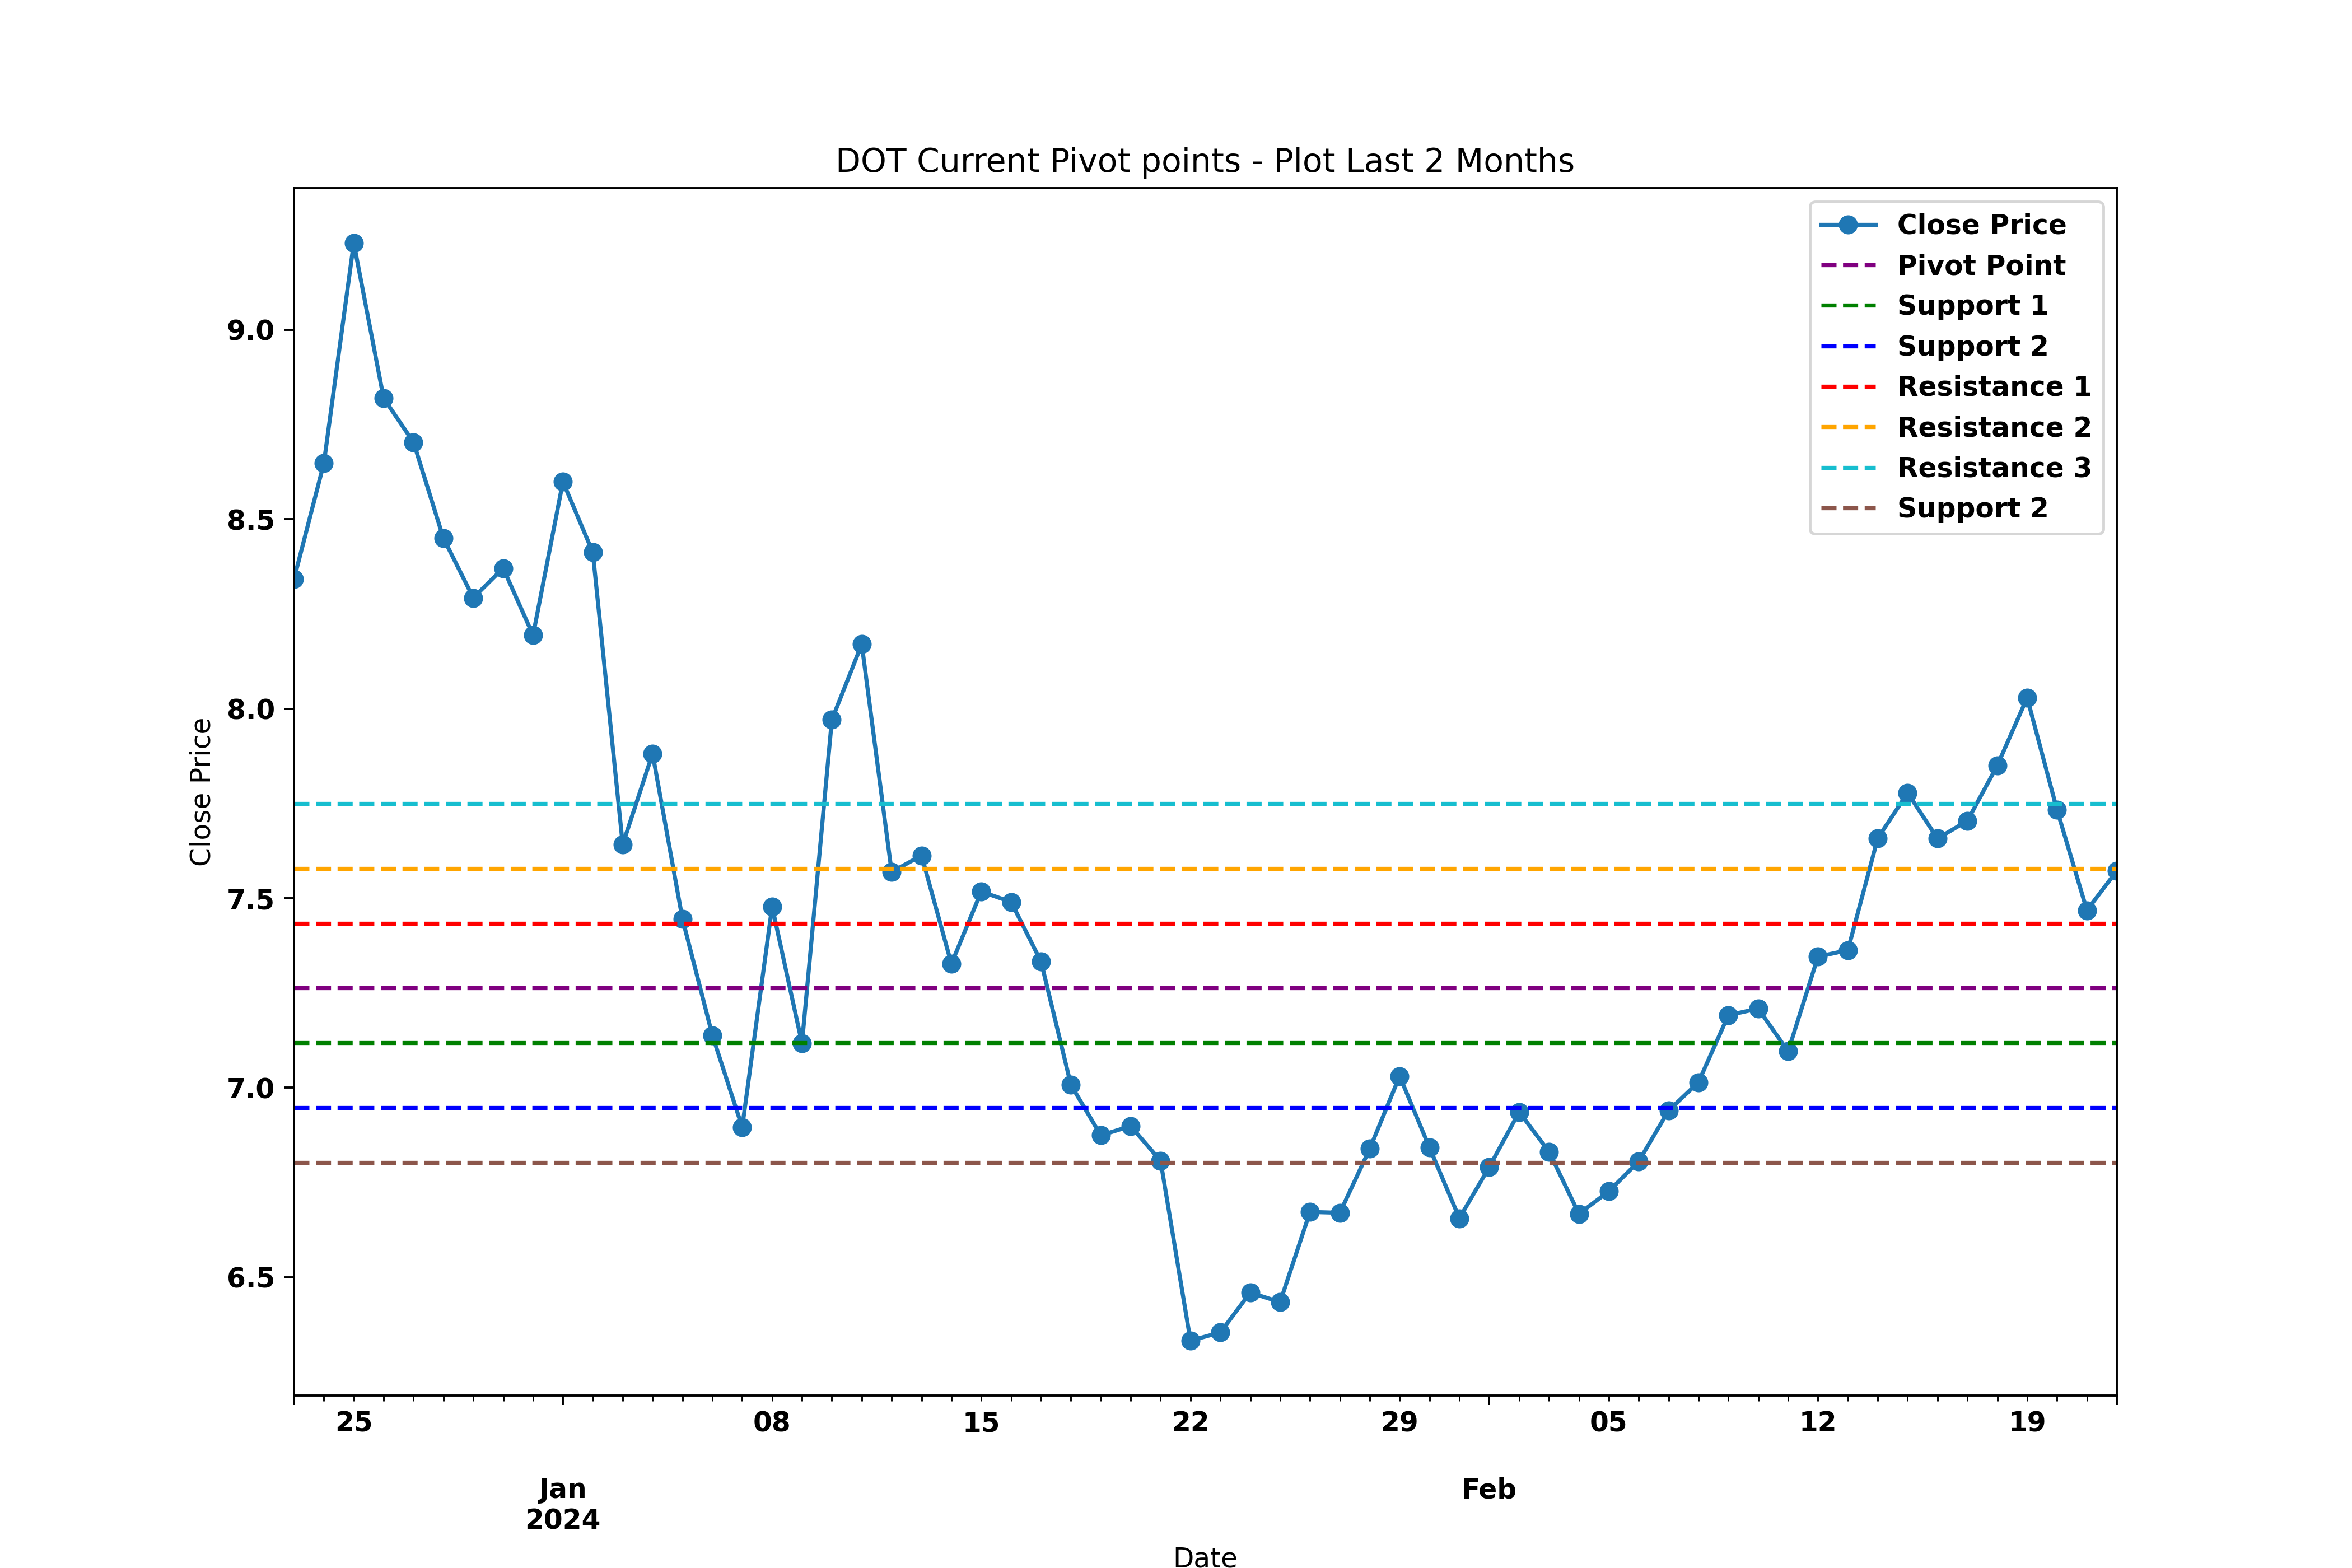 DOT Current Pivot points - Plot Last 2 Months
Close Price
Pivot Point
Support 1
Support 2
Resistance 1
Resistance 2
Resistance 3
Support 2
9.0
8.5
8.0
7.5
7.0
6.5
Close Price
25 08 15 22 29 05 12 19
Jan Feb
2024
Date